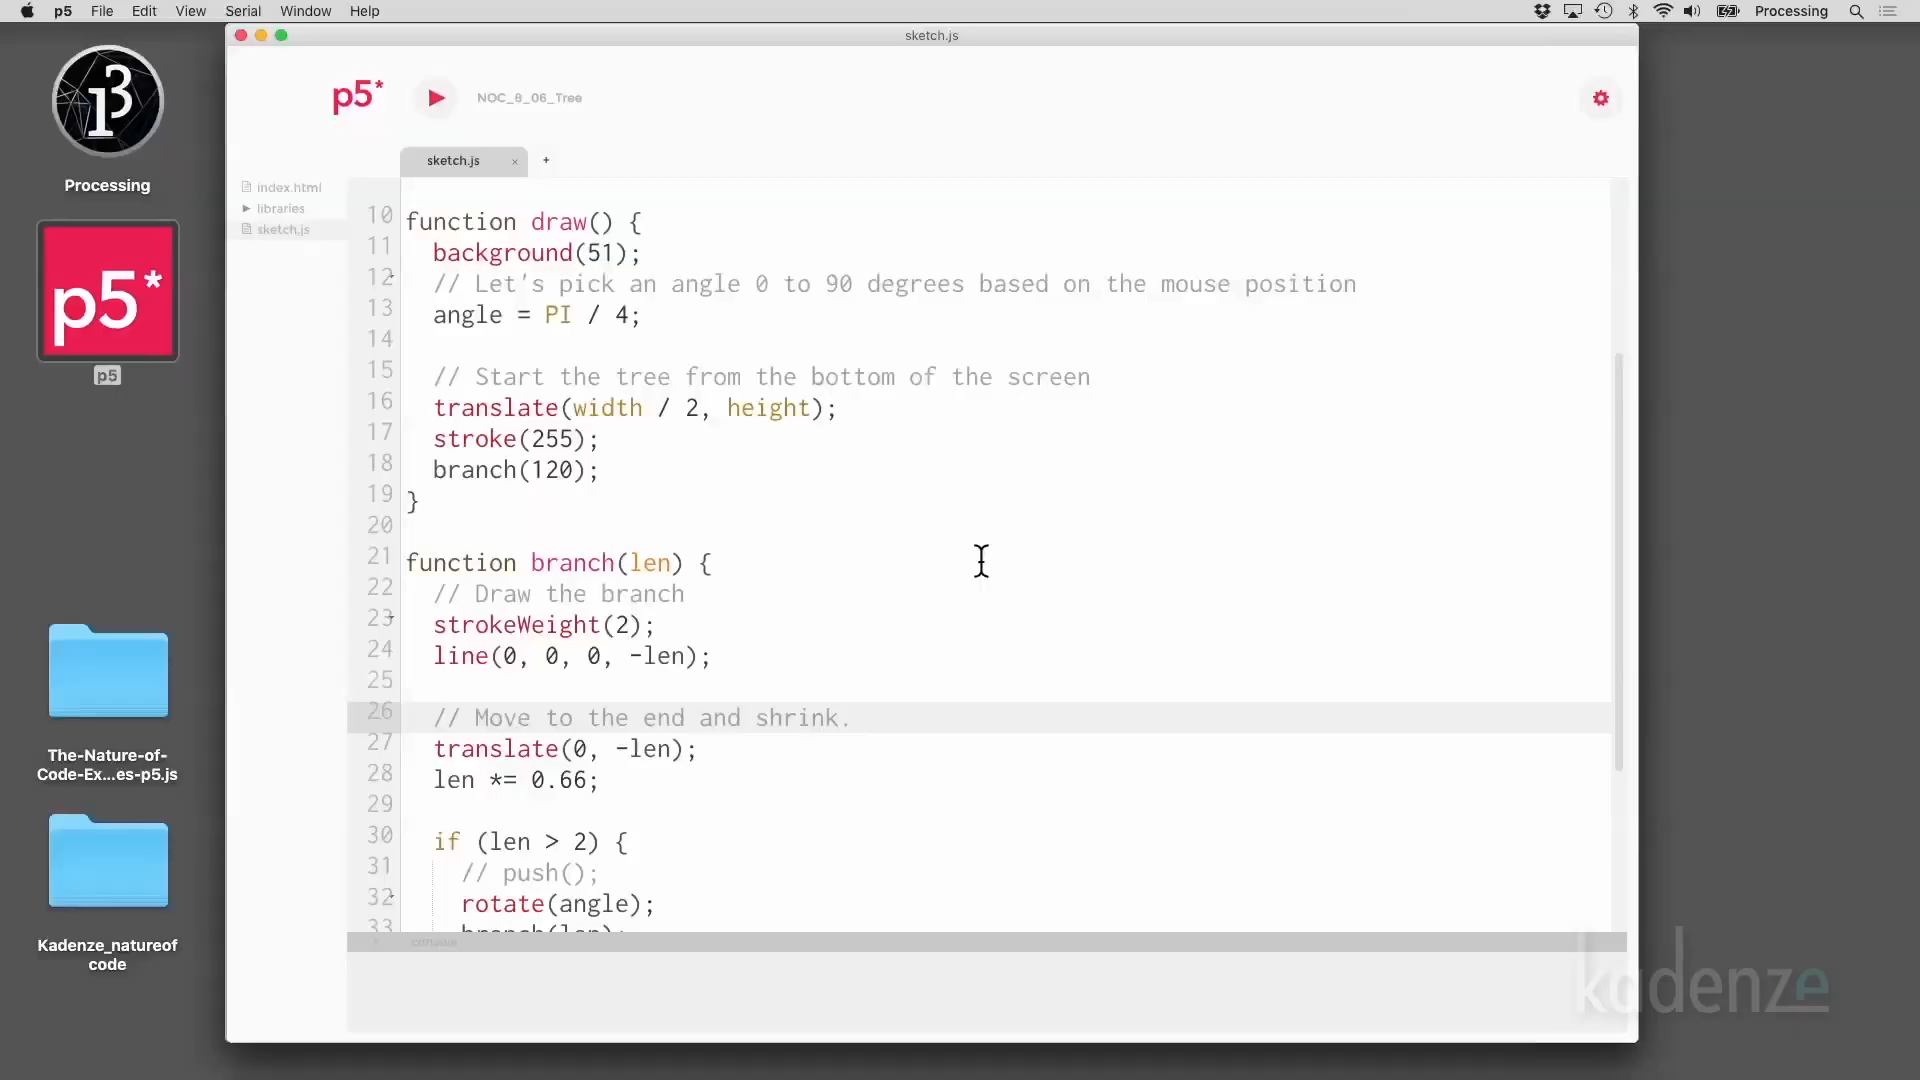 p5 File Edit View Serial Window Help Processing
sketch.js
p5* NOC_8_06_Tree
sketch.js × +
index.html
libraries
sketch.js
Processing
p5*
p5
The-Nature-of-
Code-Ex...es-p5.js
Kadenze_natureof
code
10 function draw() {
11 background(51);
12 // Let's pick an angle 0 to 90 degrees based on the mouse position
13 angle = PI / 4;
14
15 // Start the tree from the bottom of the screen
16 translate(width / 2, height);
17 stroke(255);
18 branch(120);
19 }
20
21 function branch(len) {
22 // Draw the branch
23 strokeWeight(2);
24 line(0, 0, 0, -len);
25
26 // Move to the end and shrink.
27 translate(0, -len);
28 len *= 0.66;
29
30 if (len > 2) {
31 // push();
32 rotate(angle);
33 branch(len);
console
kadenze